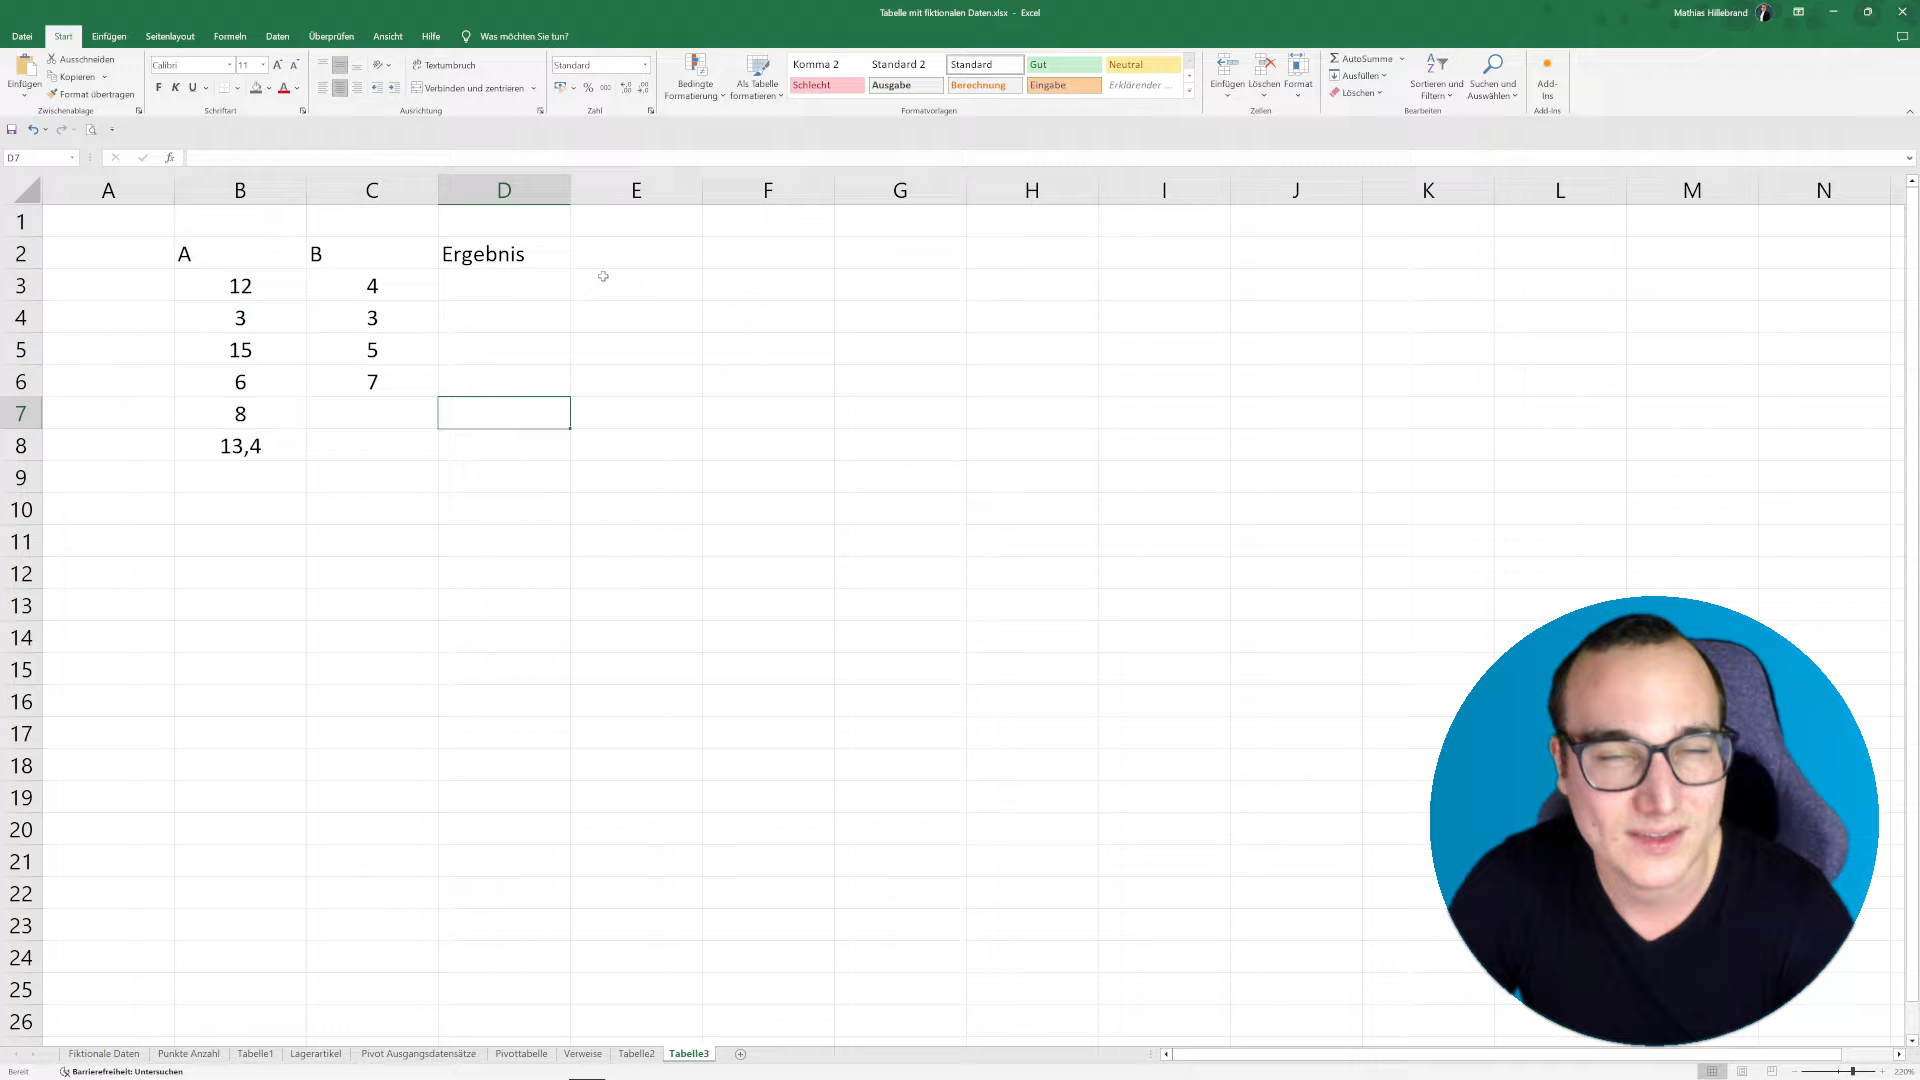 Tabelle mit fiktionalen Daten.xlsx - Excel
Mathias Hillebrand
Datei Start Einfügen Seitenlayout Formeln Daten Überprüfen Ansicht Hilfe Was möchten Sie tun?
Einfügen
Ausschneiden
Kopieren
Format übertragen
Zwischenablage
Calibri 11
F K U
Schriftart
Textumbruch
Verbinden und zentrieren
Ausrichtung
Standard
% 000
Zahl
Bedingte Formatierung
Als Tabelle formatieren
Komma 2 Standard 2 Standard Gut Neutral
Schlecht Ausgabe Berechnung Eingabe Erklärender ...
Formatvorlagen
Einfügen Löschen Format
Zellen
AutoSumme
Ausfüllen
Löschen
Sortieren und Filtern
Suchen und Auswählen
Bearbeiten
Add-Ins
Add-Ins
D7 fx
A B C D E F G H I J K L M N
1
2 A B Ergebnis
3 12 4
4 3 3
5 15 5
6 6 7
7 8
8 13,4
9
10
11
12
13
14
15
16
17
18
19
20
21
22
23
24
25
26
Fiktionale Daten Punkte Anzahl Tabelle1 Lagerartikel Pivot Ausgangsdatensätze Pivottabelle Verweise Tabelle2 Tabelle3
Bereit Barrierefreiheit: Untersuchen 220%